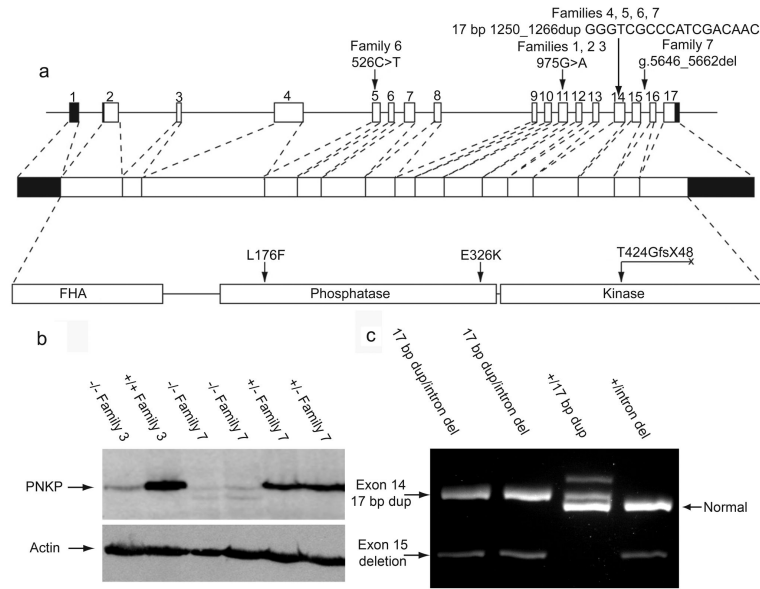 Families 4, 5, 6, 7
17 bp 1250_1266dup GGGTCGCCCATCGACAAC
Family 6
526C>T
Families 1, 2 3
975G>A
Family 7
g.5646_5662del
a
1 2 3 4 5 6 7 8 9 10 11 12 13 14 15 16 17
L176F
E326K
T424GfsX48
x
FHA
Phosphatase
Kinase
b
-/- Family 3
+/+ Family 3
-/- Family 7
-/- Family 7
+/- Family 7
+/- Family 7
PNKP
Actin
c
17 bp dup/intron del
17 bp dup/intron del
+/17 bp dup
+/intron del
Exon 14
17 bp dup
Normal
Exon 15
deletion